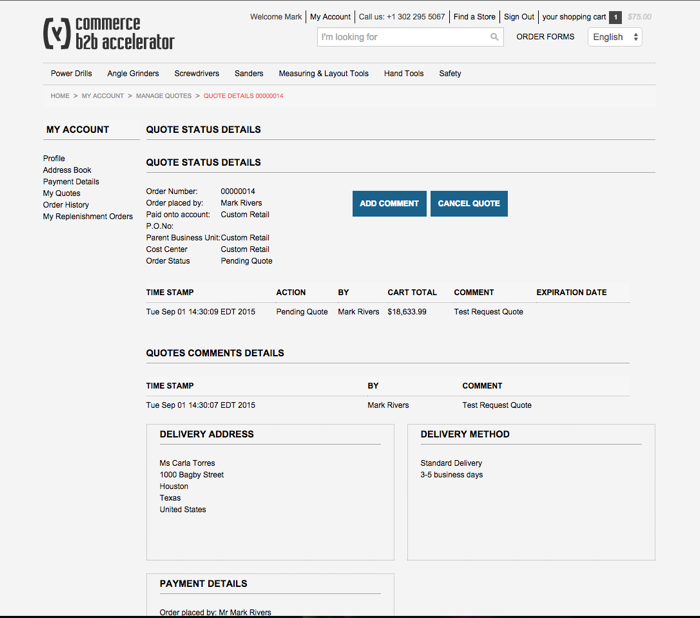 commerce
b2b accelerator
Welcome Mark My Account Call us: +1 302 295 5067 Find a Store Sign Out your shopping cart 1 $75.00
I'm looking for ORDER FORMS English
Power Drills Angle Grinders Screwdrivers Sanders Measuring & Layout Tools Hand Tools Safety
HOME > MY ACCOUNT > MANAGE QUOTES > QUOTE DETAILS 00000014
MY ACCOUNT
Profile
Address Book
Payment Details
My Quotes
Order History
My Replenishment Orders
QUOTE STATUS DETAILS
QUOTE STATUS DETAILS
Order Number: 00000014
Order placed by: Mark Rivers
Paid onto account: Custom Retail
P.O.No:
Parent Business Unit:Custom Retail
Cost Center Custom Retail
Order Status Pending Quote
ADD COMMENT CANCEL QUOTE
TIME STAMP ACTION BY CART TOTAL COMMENT EXPIRATION DATE
Tue Sep 01 14:30:09 EDT 2015 Pending Quote Mark Rivers $18,633.99 Test Request Quote
QUOTES COMMENTS DETAILS
TIME STAMP BY COMMENT
Tue Sep 01 14:30:07 EDT 2015 Mark Rivers Test Request Quote
DELIVERY ADDRESS
Ms Carla Torres
1000 Bagby Street
Houston
Texas
United States
DELIVERY METHOD
Standard Delivery
3-5 business days
PAYMENT DETAILS
Order placed by: Mr Mark Rivers